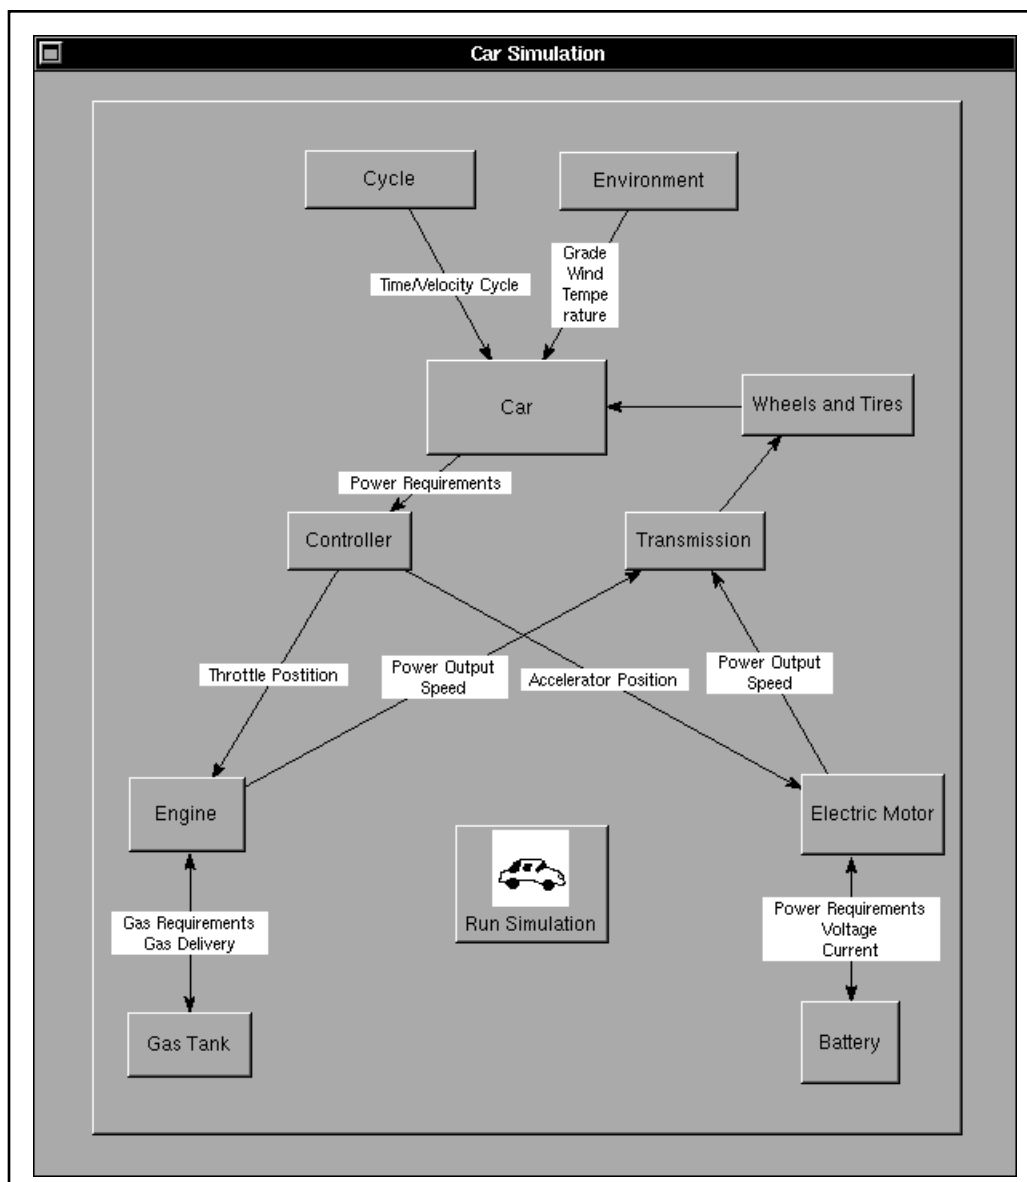 Car Simulation
Cycle
Environment
Time/Velocity Cycle
Grade
Wind
Tempe
rature
Car
Wheels and Tires
Power Requirements
Controller
Transmission
Throttle Postition
Power Output
Speed
Accelerator Position
Power Output
Speed
Engine
Electric Motor
Run Simulation
Gas Requirements
Gas Delivery
Power Requirements
Voltage
Current
Gas Tank
Battery